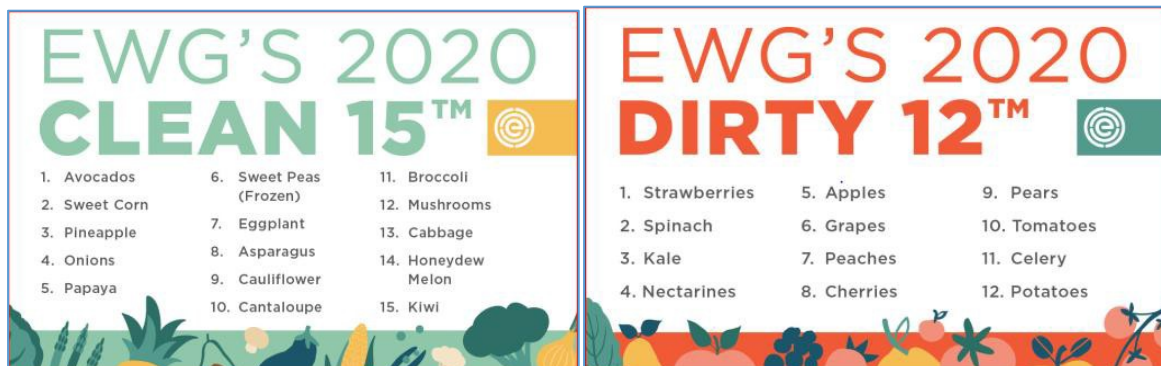 EWG'S 2020
CLEAN 15™
1. Avocados
2. Sweet Corn
3. Pineapple
4. Onions
5. Papaya
6. Sweet Peas
(Frozen)
7. Eggplant
8. Asparagus
9. Cauliflower
10. Cantaloupe
11. Broccoli
12. Mushrooms
13. Cabbage
14. Honeydew
Melon
15. Kiwi
EWG'S 2020
DIRTY 12™
1. Strawberries
2. Spinach
3. Kale
4. Nectarines
5. Apples
6. Grapes
7. Peaches
8. Cherries
9. Pears
10. Tomatoes
11. Celery
12. Potatoes